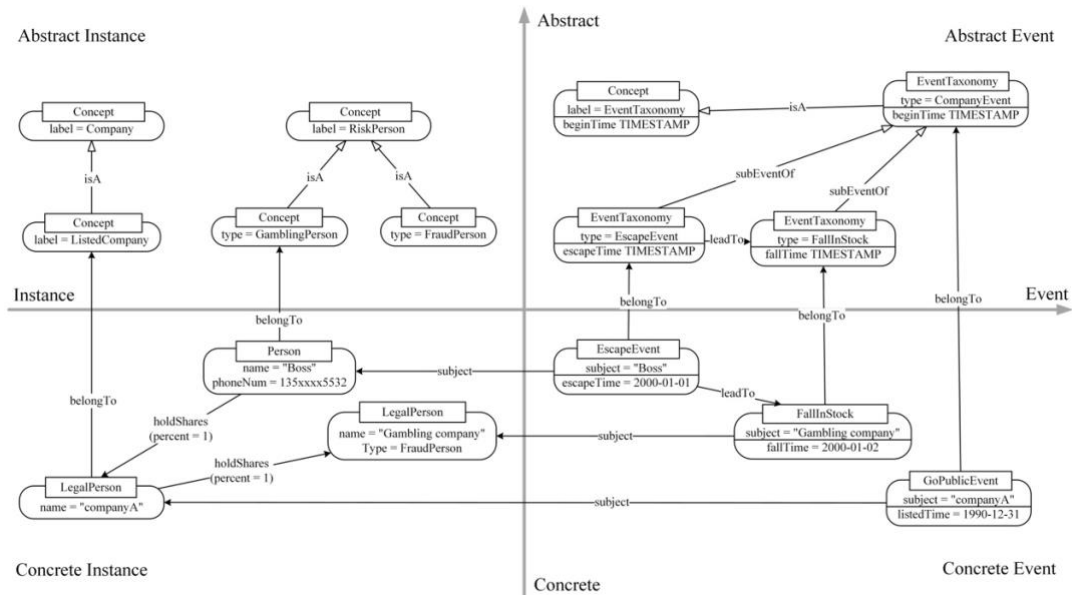 Abstract
Abstract Instance
Abstract Event
Concept
label = Company
Concept
label = RiskPerson
Concept
label = EventTaxonomy
beginTime TIMESTAMP
isA
EventTaxonomy
type = CompanyEvent
beginTime TIMESTAMP
isA
isA
isA
subEventOf
subEventOf
Concept
label = ListedCompany
Concept
type = GamblingPerson
Concept
type = FraudPerson
EventTaxonomy
type = EscapeEvent
escapeTime TIMESTAMP
leadTo
EventTaxonomy
type = FallInStock
fallTime TIMESTAMP
Instance
Event
belongTo
belongTo
belongTo
belongTo
belongTo
Person
name = "Boss"
phoneNum = 135xxxx5532
subject
EscapeEvent
subject = "Boss"
escapeTime = 2000-01-01
leadTo
holdShares
(percent = 1)
LegalPerson
name = "Gambling company"
Type = FraudPerson
subject
FallInStock
subject = "Gambling company"
fallTime = 2000-01-02
holdShares
(percent = 1)
LegalPerson
name = "companyA"
subject
GoPublicEvent
subject = "companyA"
listedTime = 1990-12-31
Concrete Instance
Concrete
Concrete Event